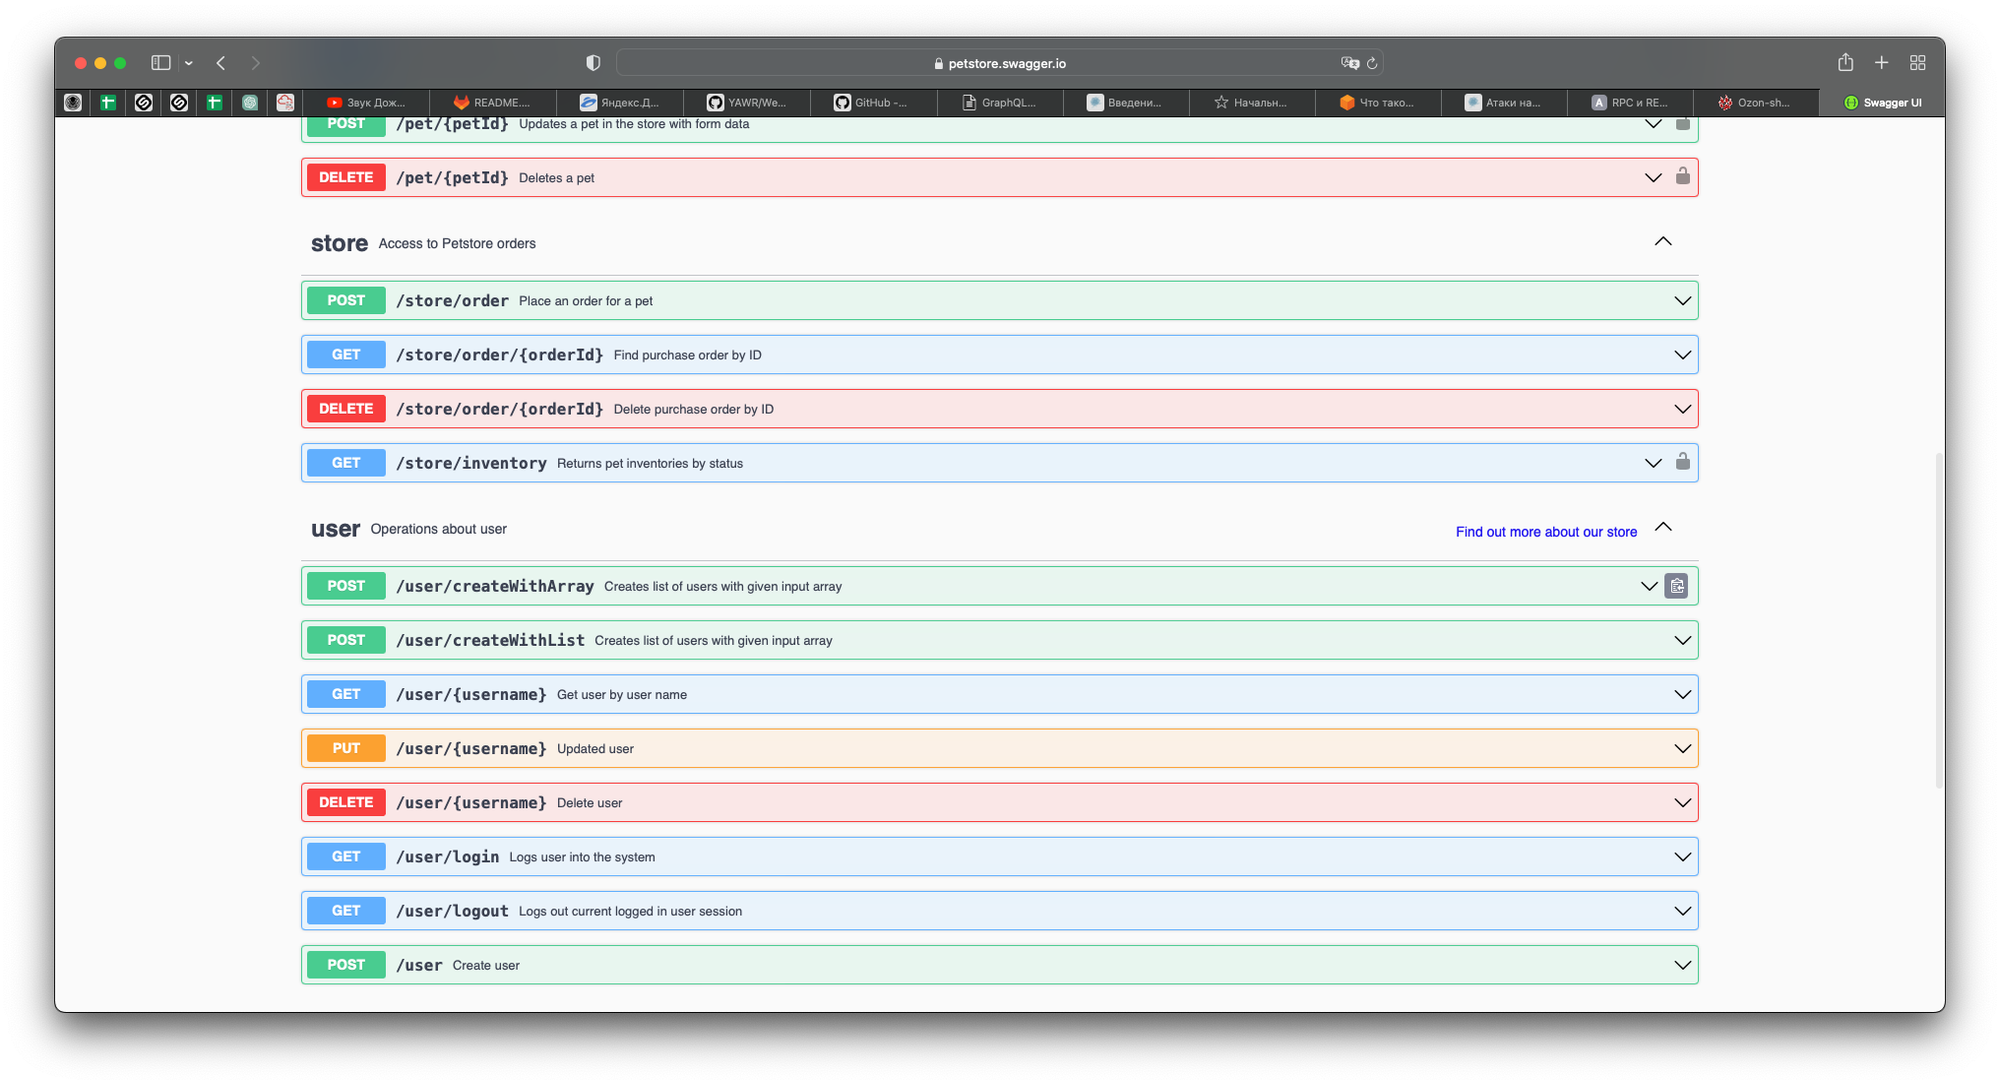 petstore.swagger.io
Звук Дож...
README....
Яндекс.Д...
YAWR/We...
GitHub -...
GraphQL...
Введени...
Начальн...
Что тако...
Атаки на...
RPC и RE...
Ozon-sh...
Swagger UI
POST /pet/{petId} Updates a pet in the store with form data
DELETE /pet/{petId} Deletes a pet
store Access to Petstore orders
POST /store/order Place an order for a pet
GET /store/order/{orderId} Find purchase order by ID
DELETE /store/order/{orderId} Delete purchase order by ID
GET /store/inventory Returns pet inventories by status
user Operations about user Find out more about our store
POST /user/createWithArray Creates list of users with given input array
POST /user/createWithList Creates list of users with given input array
GET /user/{username} Get user by user name
PUT /user/{username} Updated user
DELETE /user/{username} Delete user
GET /user/login Logs user into the system
GET /user/logout Logs out current logged in user session
POST /user Create user